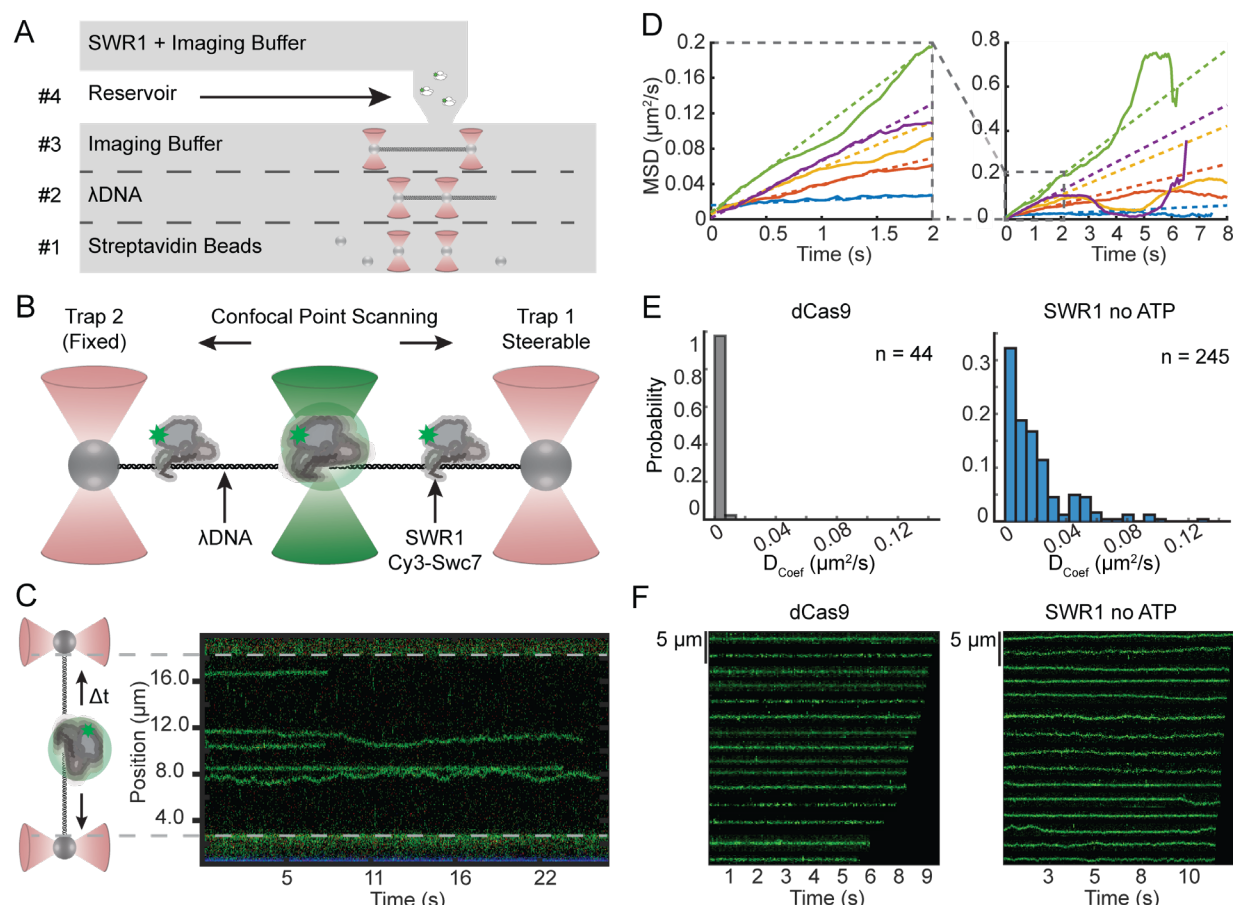 A
SWR1 + Imaging Buffer
#4 Reservoir
#3 Imaging Buffer
#2 λDNA
#1 Streptavidin Beads
B
Trap 2
(Fixed)
Confocal Point Scanning
Trap 1
Steerable
λDNA
SWR1
Cy3-Swc7
C
Δt
Position (µm)
16.0
12.0
8.0
4.0
5 11 16 22
Time (s)
D
MSD (µm²/s)
0.2
0.16
0.12
0.08
0.04
0
0 0.5 1 1.5 2
Time (s)
0.8
0.6
0.4
0.2
0
0 2 4 6 8
Time (s)
E
dCas9
n = 44
Probability
1
0.8
0.6
0.4
0.2
0
0 0.04 0.08 0.12
DCoef (µm²/s)
SWR1 no ATP
n = 245
0.3
0.2
0.1
0
0 0.04 0.08 0.12
DCoef (µm²/s)
F
dCas9
5 µm
1 2 3 4 5 6 7 8 9
Time (s)
SWR1 no ATP
5 µm
3 5 8 10
Time (s)